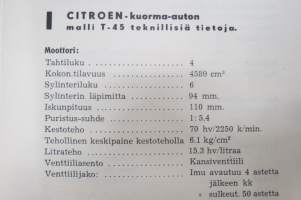 I CITROEN-kuorma-auton
malli T-45 teknillisiä tietoja.
Moottori:
Tahtiluku . . . . . . . . . . 4
Kokon.tilavuus . . . . . . . . . . 4580 cm³
Sylinteriluku . . . . . . . . . . 6
Sylinterin läpimitta . . . . . . . . . . 94 mm.
Iskunpituus . . . . . . . . . . 110 mm.
Puristus-suhde . . . . . . . . . . 1: 5.4
Kestoteho . . . . . . . . . . 70 hv/2250 k/min.
Tehollinen keskipaine kestoteholla 6.1 kg/cm²
Litrateho . . . . . . . . . . 15.3 hv/litraa
Venttiiliasento . . . . . . . . . . Kansiventtiili
Venttiilijako: . . . . . . . . . . Imu avautuu 4 astetta
jälkeen kk
» sulkeut. 50 astetta